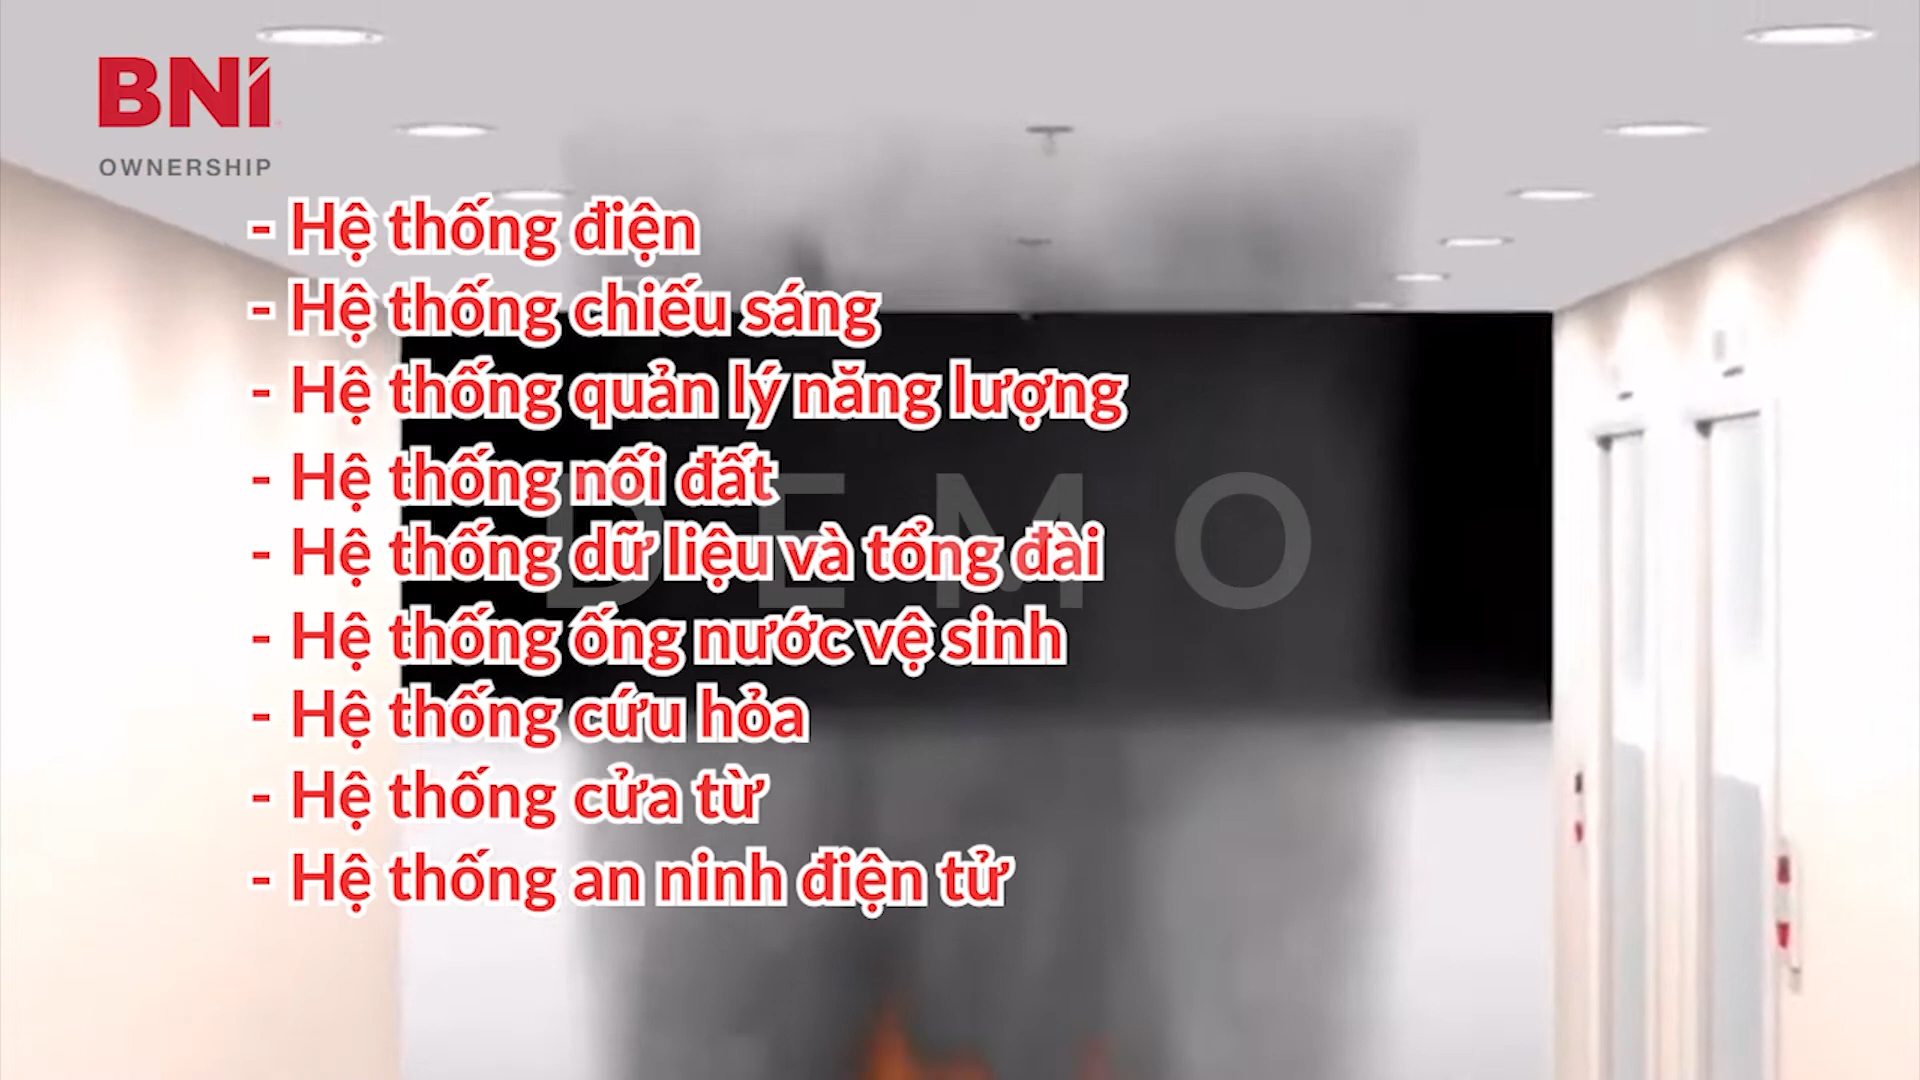 BNI
OWNERSHIP
- Hệ thống điện
- Hệ thống chiếu sáng
- Hệ thống quản lý năng lượng
- Hệ thống nối đất
DEMO
- Hệ thống dữ liệu và tổng đài
- Hệ thống ống nước vệ sinh
- Hệ thống cứu hỏa
- Hệ thống cửa từ
- Hệ thống an ninh điện tử